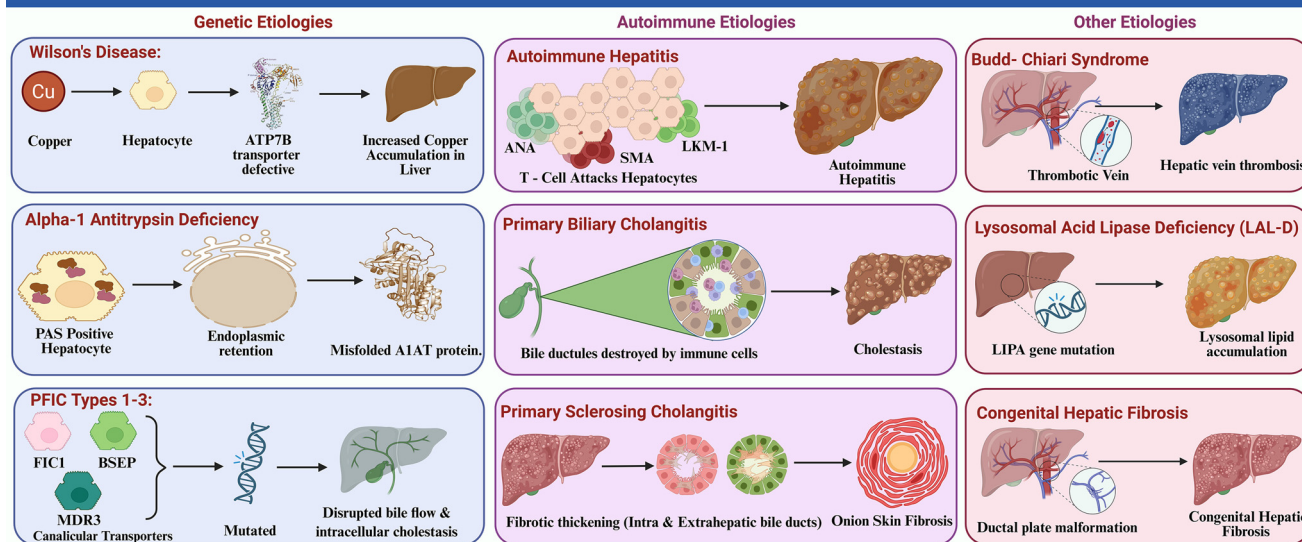 Genetic Etiologies
Autoimmune Etiologies
Other Etiologies
Wilson's Disease:
Cu
Copper
Hepatocyte
ATP7B
transporter
defective
Increased Copper
Accumulation in
Liver
Alpha-1 Antitrypsin Deficiency
PAS Positive
Hepatocyte
Endoplasmic
retention
Misfolded A1AT protein.
PFIC Types 1-3:
FIC1
BSEP
MDR3
Canalicular Transporters
Mutated
Disrupted bile flow &
intracellular cholestasis
Autoimmune Hepatitis
ANA
SMA
LKM-1
T - Cell Attacks Hepatocytes
Autoimmune
Hepatitis
Primary Biliary Cholangitis
Bile ductules destroyed by immune cells
Cholestasis
Primary Sclerosing Cholangitis
Fibrotic thickening (Intra & Extrahepatic bile ducts)
Onion Skin Fibrosis
Budd- Chiari Syndrome
Thrombotic Vein
Hepatic vein thrombosis
Lysosomal Acid Lipase Deficiency (LAL-D)
LIPA gene mutation
Lysosomal lipid
accumulation
Congenital Hepatic Fibrosis
Ductal plate malformation
Congenital Hepatic
Fibrosis